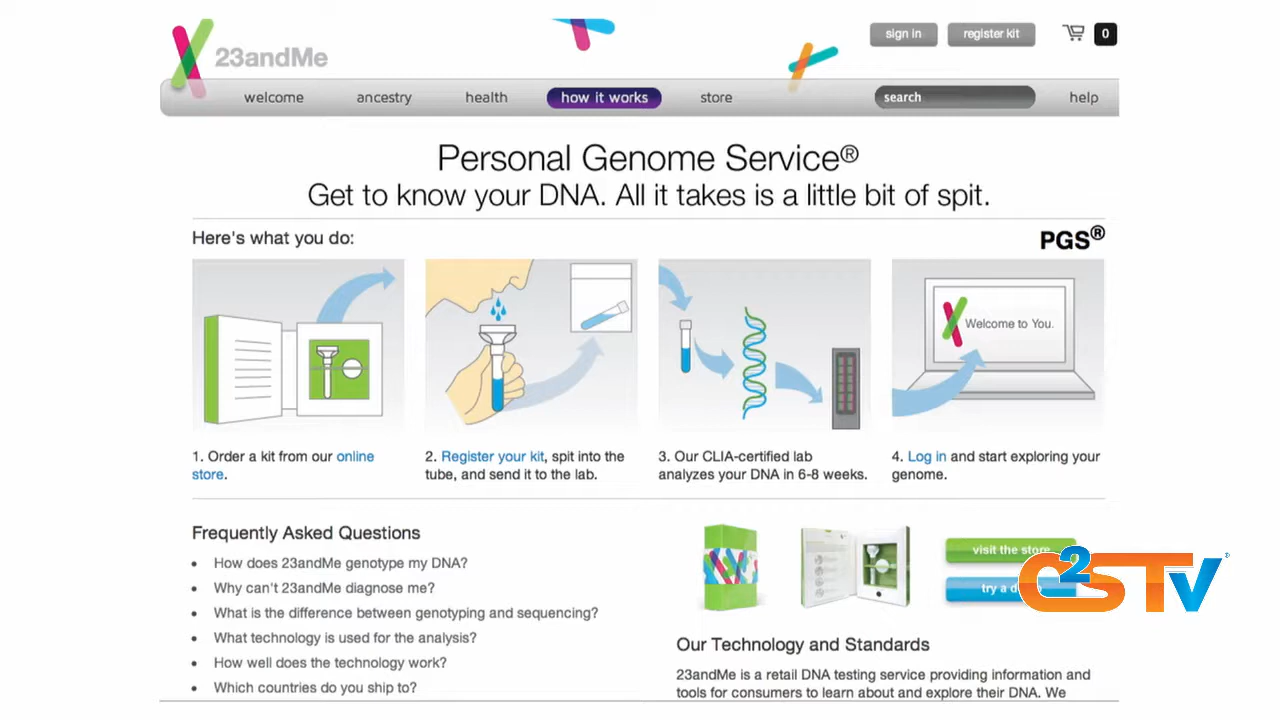 23andMe
sign in
register kit
0
welcome
ancestry
health
how it works
store
search
help
Personal Genome Service®
Get to know your DNA. All it takes is a little bit of spit.
Here's what you do:
PGS®
Welcome to You.
1. Order a kit from our online
store.
2. Register your kit, spit into the
tube, and send it to the lab.
3. Our CLIA-certified lab
analyzes your DNA in 6-8 weeks.
4. Log in and start exploring your
genome.
Frequently Asked Questions
• How does 23andMe genotype my DNA?
• Why can't 23andMe diagnose me?
• What is the difference between genotyping and sequencing?
• What technology is used for the analysis?
• How well does the technology work?
• Which countries do you ship to?
visit the store
try a
C2STV®
Our Technology and Standards
23andMe is a retail DNA testing service providing information and
tools for consumers to learn about and explore their DNA. We